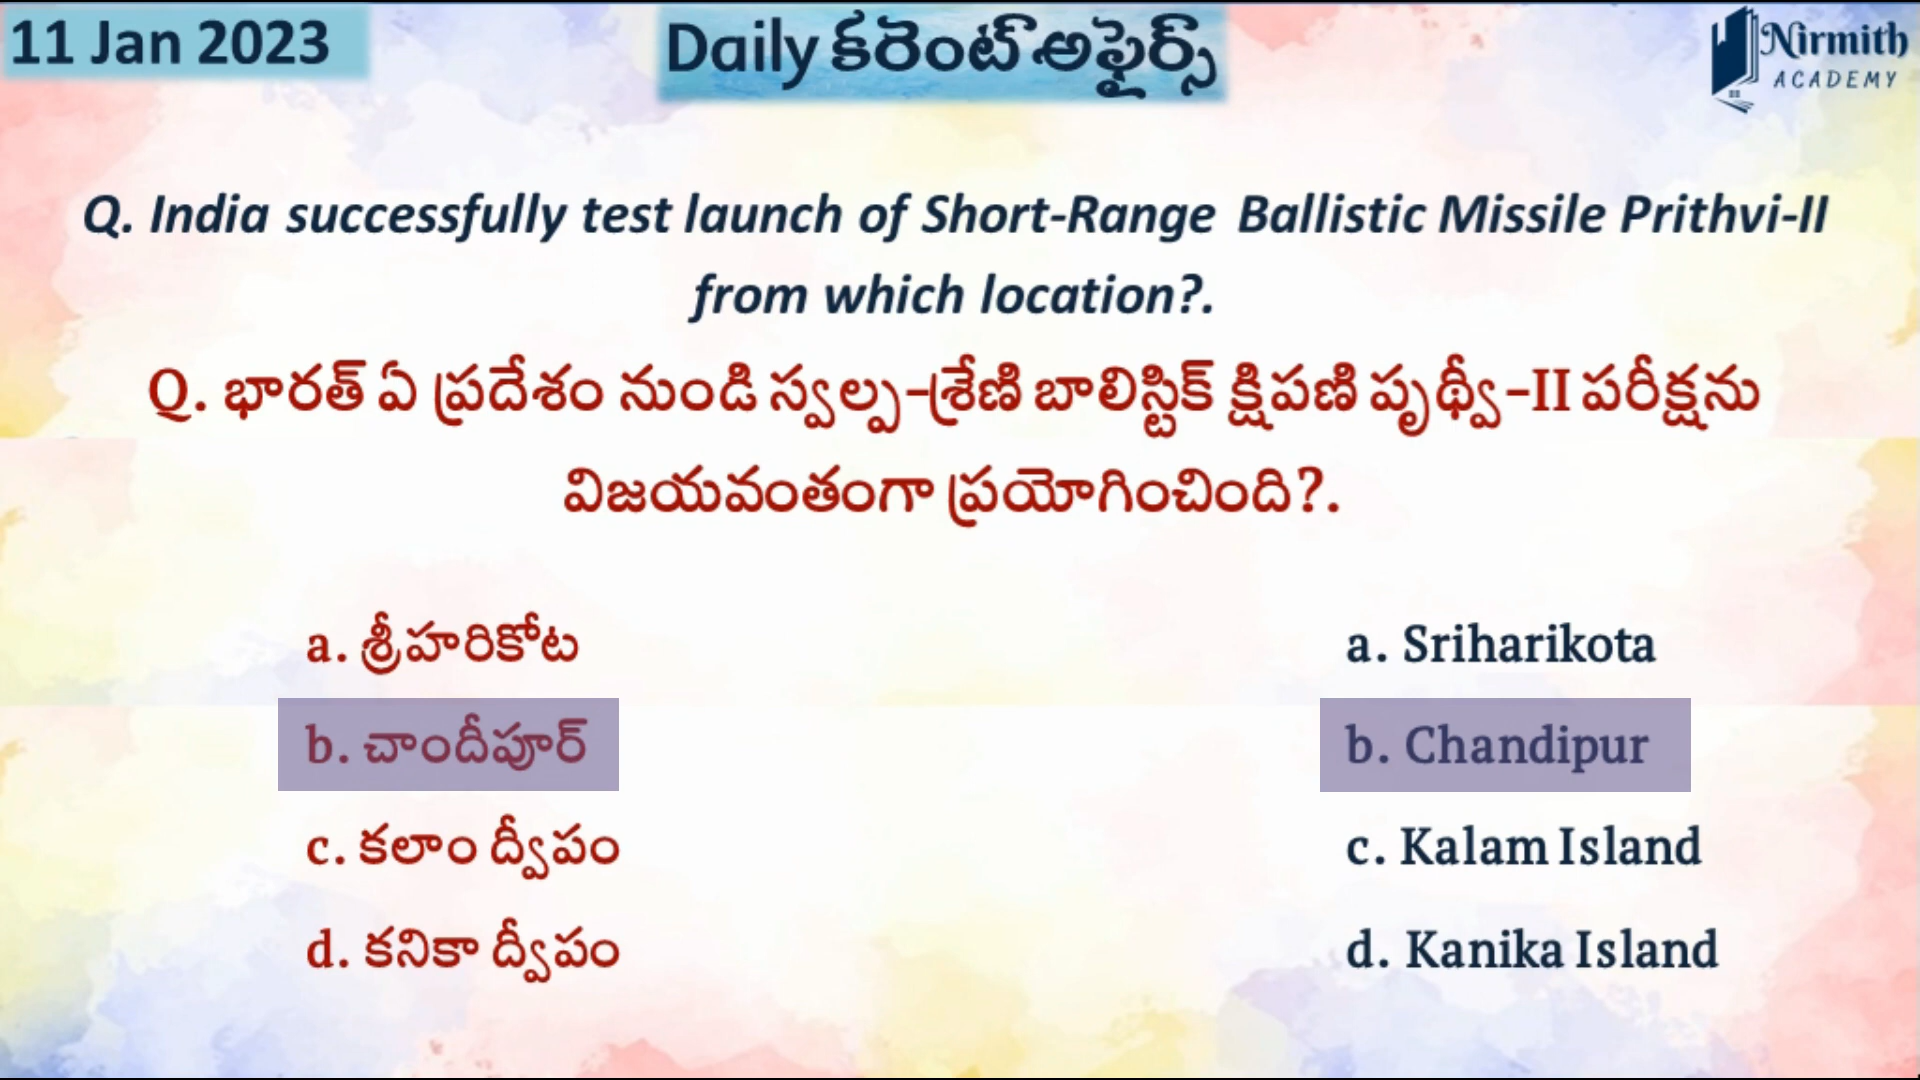 11 Jan 2023
Daily కరెంట్ అఫైర్స్
Nirmith
ACADEMY
Q. India successfully test launch of Short-Range Ballistic Missile Prithvi-II
from which location?.
Q. భారత్ ఏ ప్రదేశం నుండి స్వల్ప-శ్రేణి బాలిస్టిక్ క్షిపణి పృథ్వీ-II పరీక్షను
విజయవంతంగా ప్రయోగించింది?.
a. శ్రీహరికోట
b. చాందీపూర్
c. కలాం ద్వీపం
d. కనికా ద్వీపం
a. Sriharikota
b. Chandipur
c. Kalam Island
d. Kanika Island